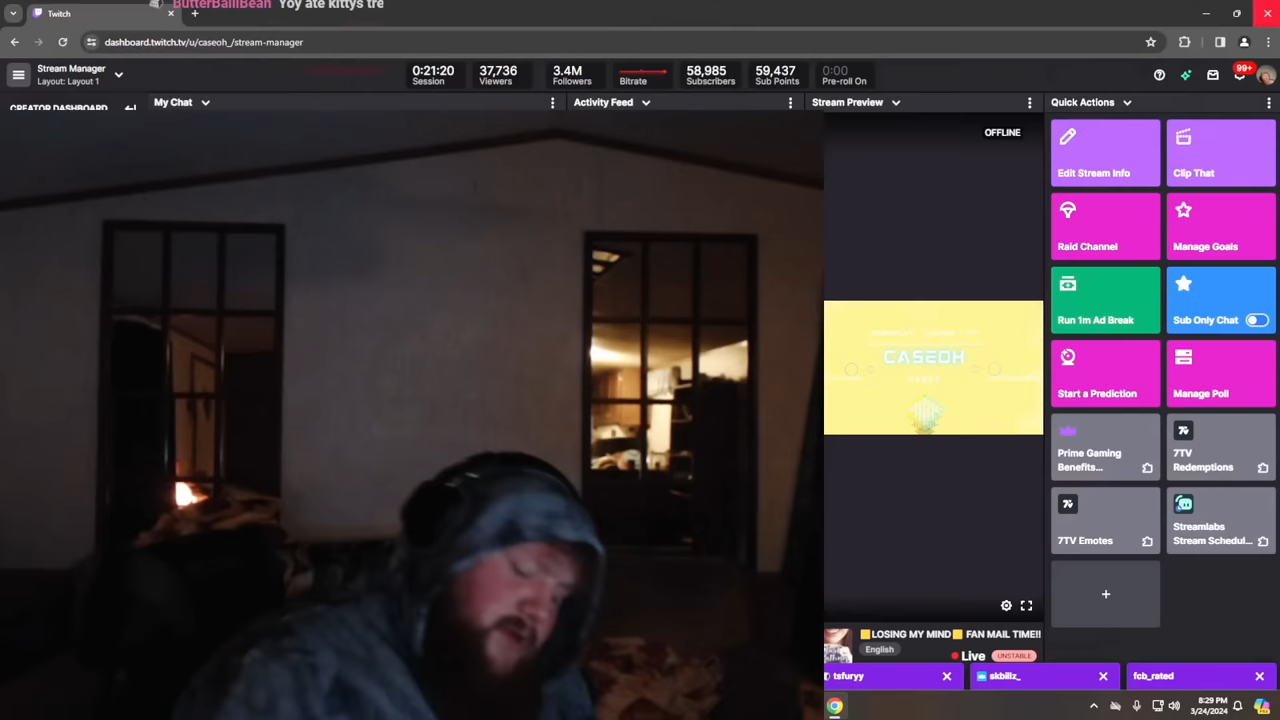 ButterBallBean Yoy ate kittys tre
Twitch
dashboard.twitch.tv/u/caseoh_/stream-manager
Stream Manager
Layout: Layout 1
0:21:20
Session
37,736
Viewers
3.4M
Followers
Bitrate
58,985
Subscribers
59,437
Sub Points
0:00
Pre-roll On
99+
CREATOR DASHBOARD
My Chat
Activity Feed
Stream Preview
Quick Actions
OFFLINE
CASEOH
Edit Stream Info
Clip That
Raid Channel
Manage Goals
Run 1m Ad Break
Sub Only Chat
Start a Prediction
Manage Poll
Prime Gaming
Benefits...
7TV
Redemptions
7TV Emotes
Streamlabs
Stream Schedul...
LOSING MY MIND FAN MAIL TIME!!
English
Live
UNSTABLE
tsfuryy
skbillz_
fcb_rated
8:29 PM
3/24/2024